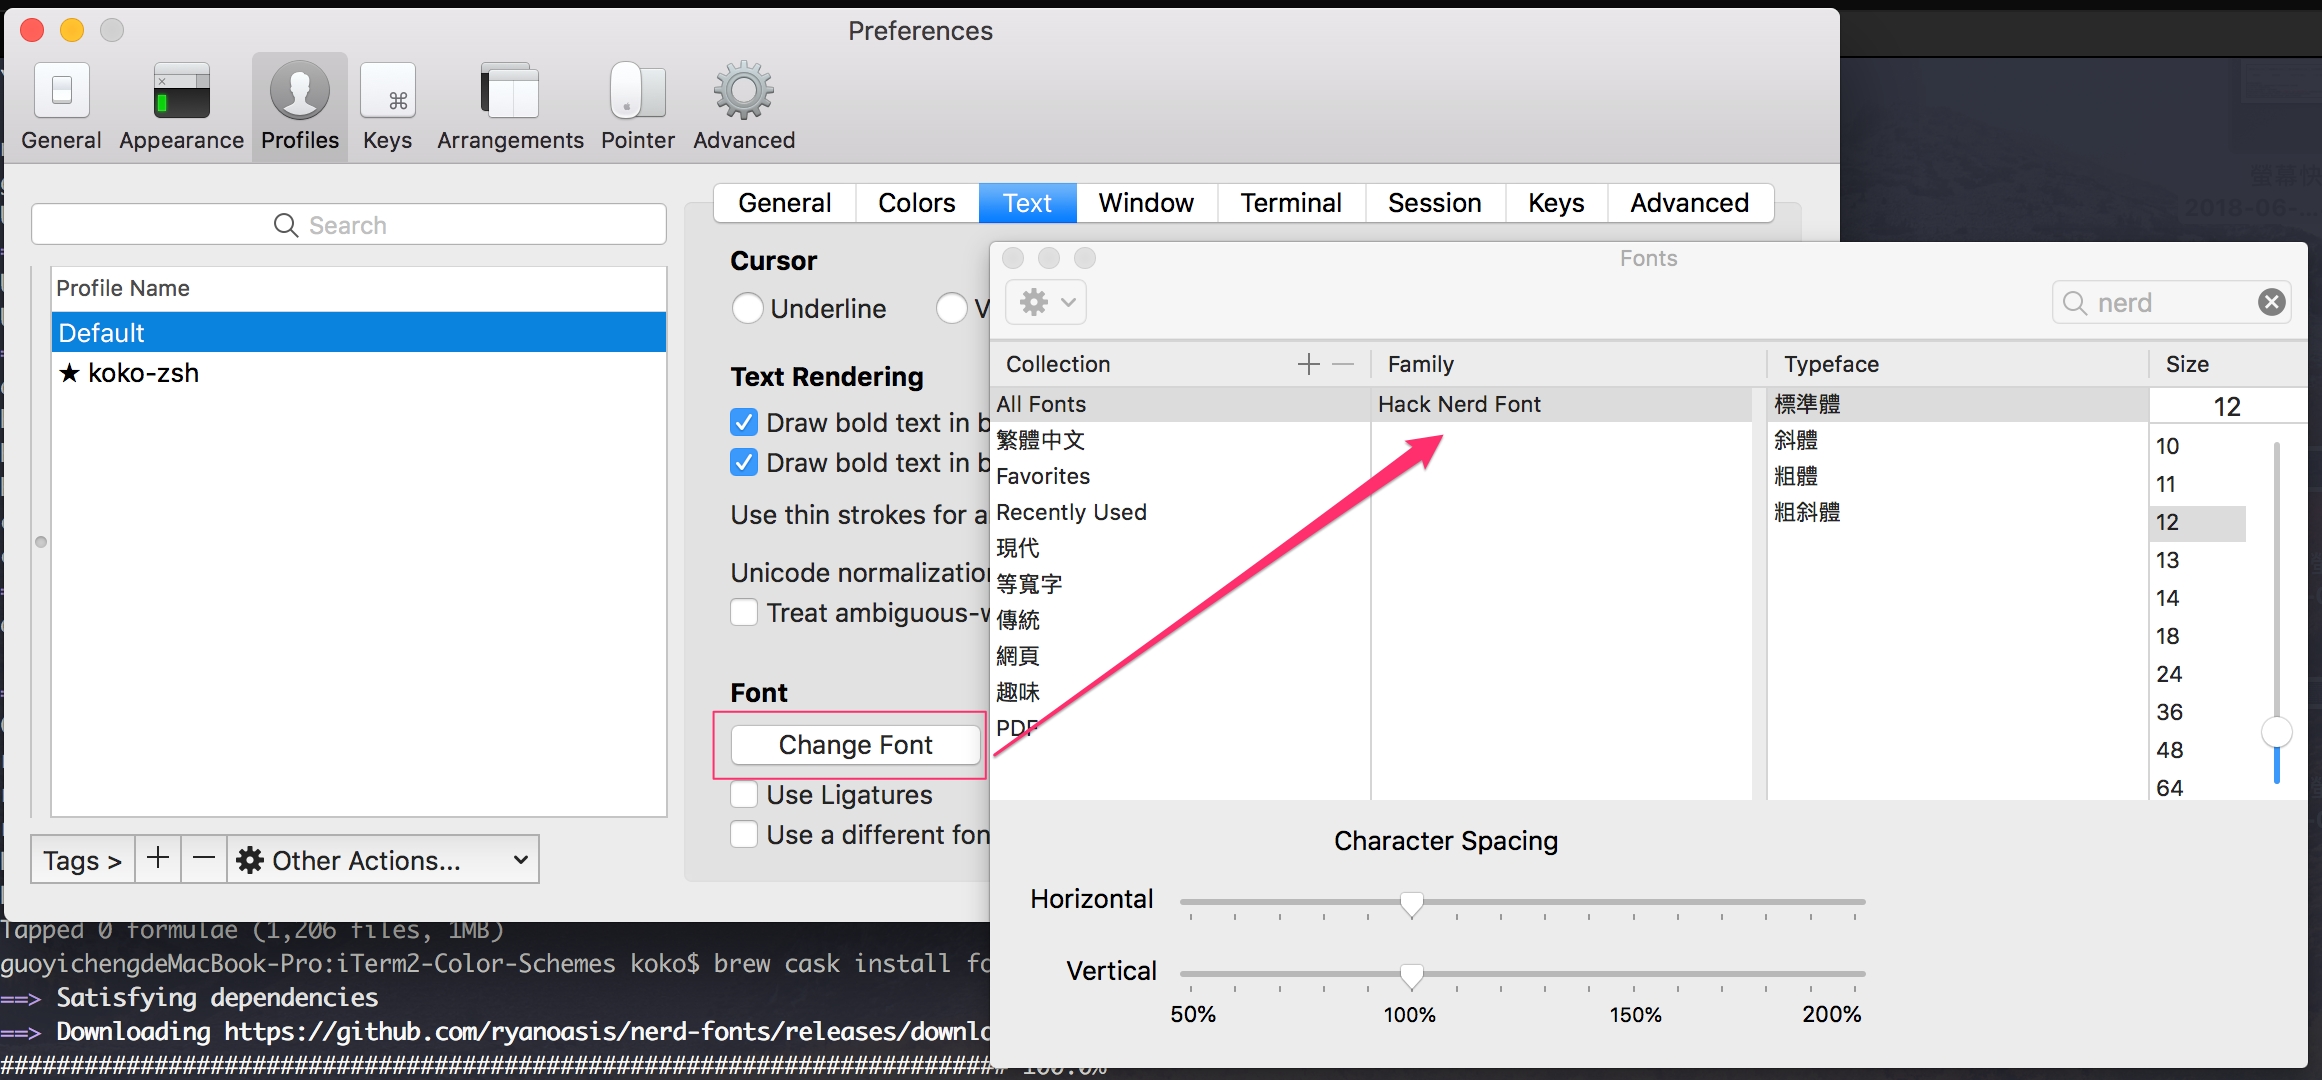 Preferences
General Appearance Profiles Keys Arrangements Pointer Advanced
Search
Profile Name
Default
★ koko-zsh
Tags > + — Other Actions...
General Colors Text Window Terminal Session Keys Advanced
Cursor
Underline V
Text Rendering
Draw bold text in b
Draw bold text in b
Use thin strokes for a
Unicode normalization
Treat ambiguous-w
Font
Change Font
Use Ligatures
Use a different fon
Fonts
nerd
Collection
All Fonts
繁體中文
Favorites
Recently Used
現代
等寬字
傳統
網頁
趣味
PDF
Family
Hack Nerd Font
Typeface
標準體
斜體
粗體
粗斜體
Size
12
10
11
12
13
14
18
24
36
48
64
Character Spacing
Horizontal
Vertical
50% 100% 150% 200%
螢幕快
2018-06-...
Tapped 0 formulae (1,206 files, 1MB)
guoyichengdeMacBook-Pro:iTerm2-Color-Schemes koko$ brew cask install fo
==> Satisfying dependencies
==> Downloading https://github.com/ryanoasis/nerd-fonts/releases/downlo
######################################################################## 100.0%